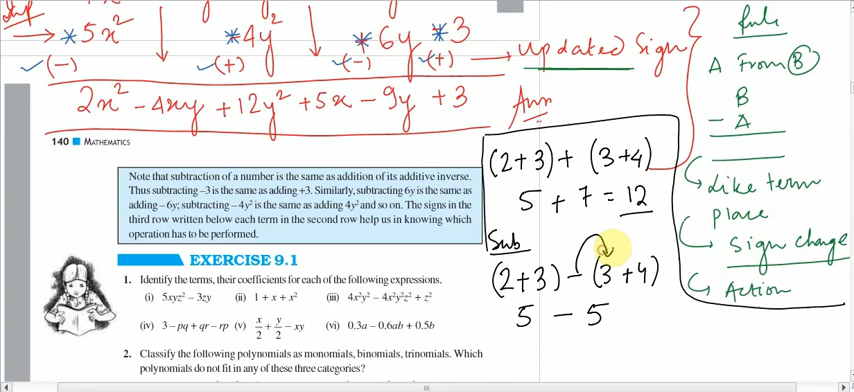 → *5x² *4y² *6y *3
✓(-) ✓(+) ✓(-) ✓(+) → Updated Sign
2x² - 4xy + 12y² + 5x - 9y + 3 Ans
Rule
A From B
B
- A
Like term
place
Sign change
Action
140 ■ MATHEMATICS
Note that subtraction of a number is the same as addition of its additive inverse.
Thus subtracting –3 is the same as adding +3. Similarly, subtracting 6y is the same as
adding – 6y; subtracting – 4y² is the same as adding 4y² and so on. The signs in the
third row written below each term in the second row help us in knowing which
operation has to be performed.
(2+3) + (3+4)
5 + 7 = 12
Sub
(2+3) - (3+4)
5 - 5
EXERCISE 9.1
1. Identify the terms, their coefficients for each of the following expressions.
(i) 5xyz² – 3zy (ii) 1 + x + x² (iii) 4x²y² – 4x²y²z² + z²
(iv) 3 – pq + qr – rp (v) x/2 + y/2 – xy (vi) 0.3a – 0.6ab + 0.5b
2. Classify the following polynomials as monomials, binomials, trinomials. Which
polynomials do not fit in any of these three categories?